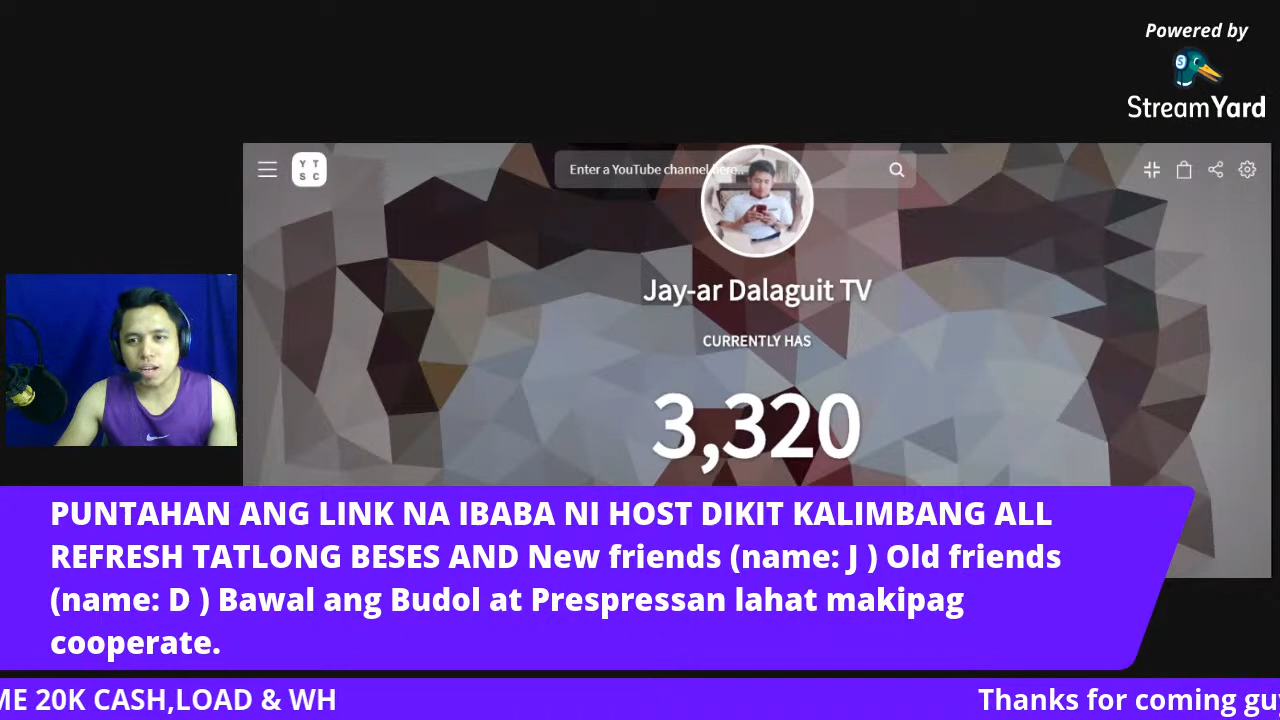 Powered by
StreamYard
Y T
S C
Enter a YouTube channel here..
Jay-ar Dalaguit TV
CURRENTLY HAS
3,320
PUNTAHAN ANG LINK NA IBABA NI HOST DIKIT KALIMBANG ALL
REFRESH TATLONG BESES AND New friends (name: J ) Old friends
(name: D ) Bawal ang Budol at Prespressan lahat makipag
cooperate.
ME 20K CASH,LOAD & WH
Thanks for coming guy